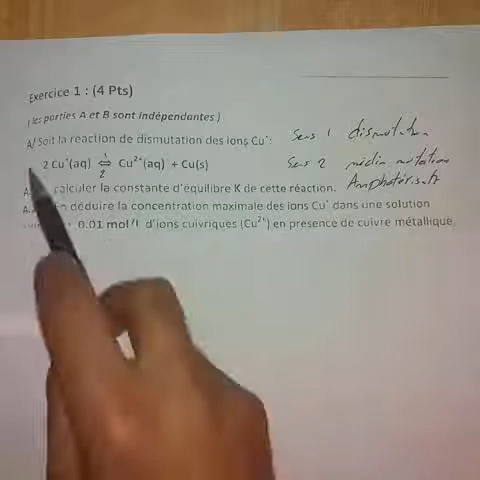 Exercice 1 : (4 Pts)
(les parties A et B sont indépendantes)
A/ Soit la reaction de dismutation des ions Cu⁺: Sens 1 dismutation
2 Cu⁺(aq) 1⇔2 Cu²⁺(aq) + Cu(s) Sens 2 médiamutation
calculer la constante d'équilibre K de cette réaction. Amphotérisat
déduire la concentration maximale des ions Cu⁺ dans une solution
0.01 mol/l d'ions cuivriques (Cu²⁺) en presence de cuivre métallique